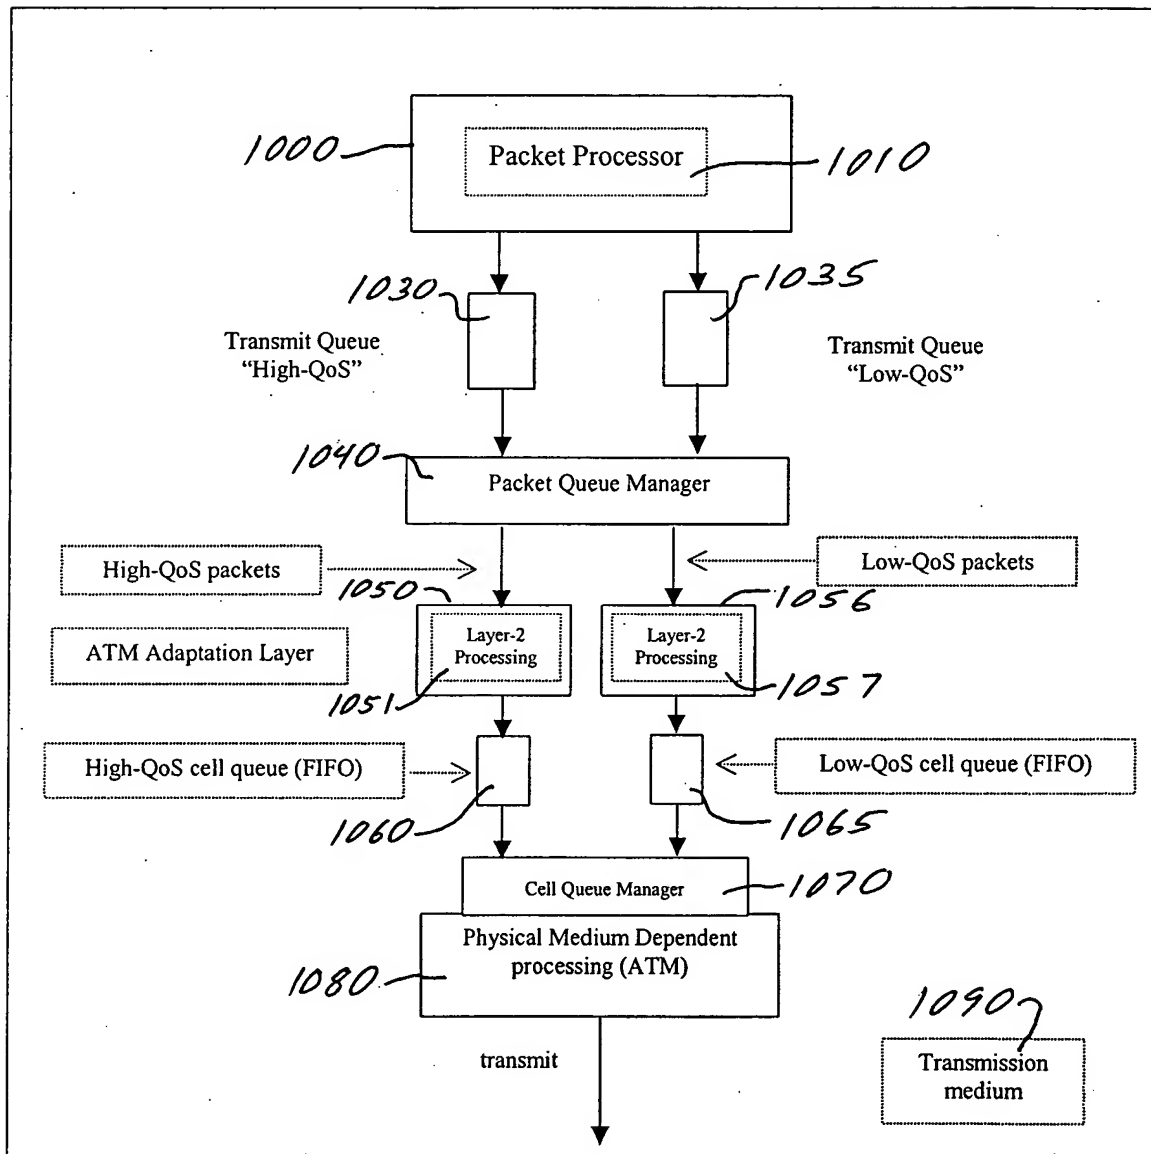 1000
Packet Processor
1010
1030
1035
Transmit Queue
“High-QoS”
Transmit Queue
“Low-QoS”
1040
Packet Queue Manager
High-QoS packets
Low-QoS packets
1050
1056
ATM Adaptation Layer
Layer-2
Processing
Layer-2
Processing
1051
1057
High-QoS cell queue (FIFO)
Low-QoS cell queue (FIFO)
1060
1065
Cell Queue Manager
1070
Physical Medium Dependent
processing (ATM)
1080
1090
transmit
Transmission
medium